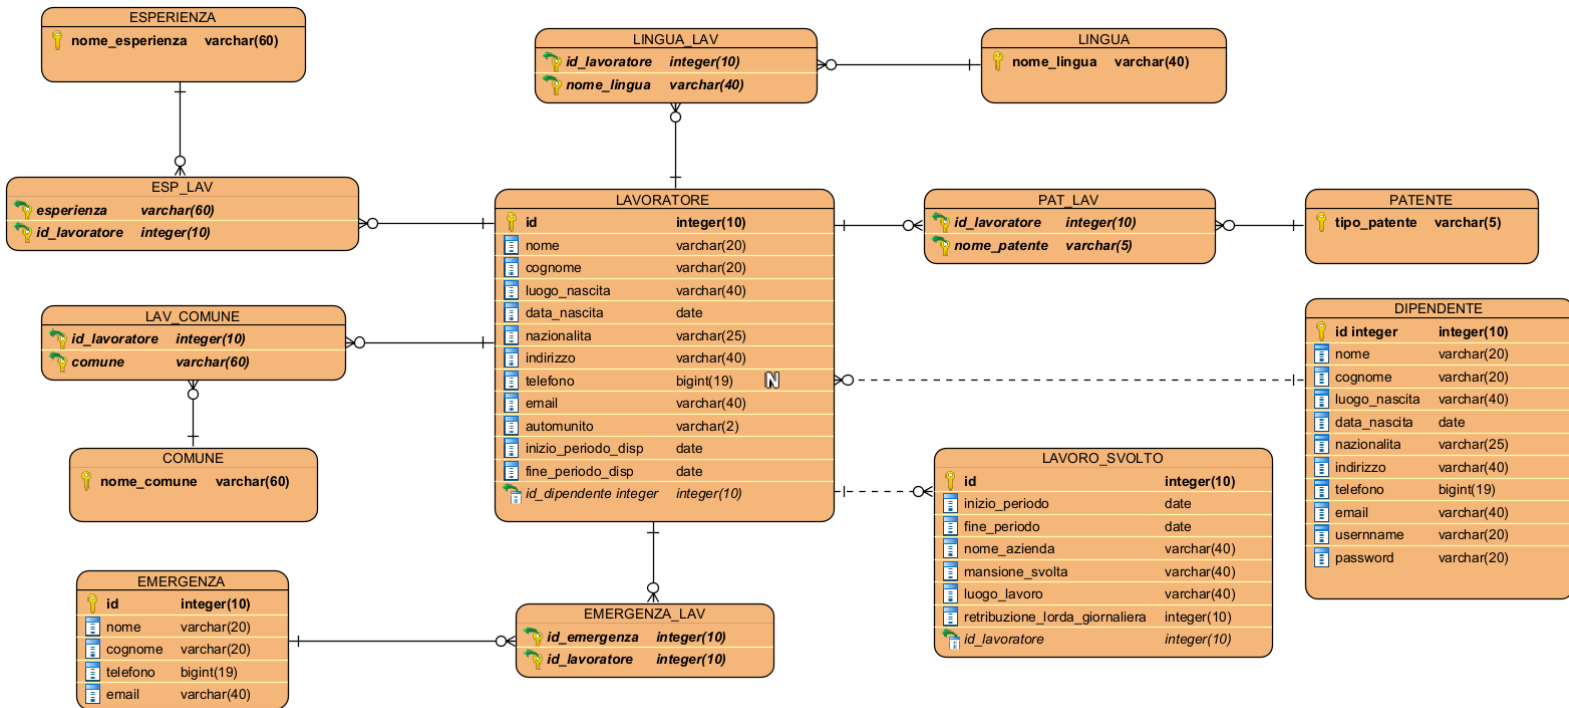 ESPERIENZA
nome_esperienza varchar(60)
LINGUA_LAV
id_lavoratore integer(10)
nome_lingua varchar(40)
LINGUA
nome_lingua varchar(40)
ESP_LAV
esperienza varchar(60)
id_lavoratore integer(10)
LAVORATORE
id integer(10)
nome varchar(20)
cognome varchar(20)
luogo_nascita varchar(40)
data_nascita date
nazionalita varchar(25)
indirizzo varchar(40)
telefono bigint(19) N
email varchar(40)
automunito varchar(2)
inizio_periodo_disp date
fine_periodo_disp date
id_dipendente integer integer(10)
PAT_LAV
id_lavoratore integer(10)
nome_patente varchar(5)
PATENTE
tipo_patente varchar(5)
LAV_COMUNE
id_lavoratore integer(10)
comune varchar(60)
DIPENDENTE
id integer integer(10)
nome varchar(20)
cognome varchar(20)
luogo_nascita varchar(40)
data_nascita date
nazionalita varchar(25)
indirizzo varchar(40)
telefono bigint(19)
email varchar(40)
usernname varchar(20)
password varchar(20)
COMUNE
nome_comune varchar(60)
LAVORO_SVOLTO
id integer(10)
inizio_periodo date
fine_periodo date
nome_azienda varchar(40)
mansione_svolta varchar(40)
luogo_lavoro varchar(40)
retribuzione_lorda_giornaliera integer(10)
id_lavoratore integer(10)
EMERGENZA
id integer(10)
nome varchar(20)
cognome varchar(20)
telefono bigint(19)
email varchar(40)
EMERGENZA_LAV
id_emergenza integer(10)
id_lavoratore integer(10)